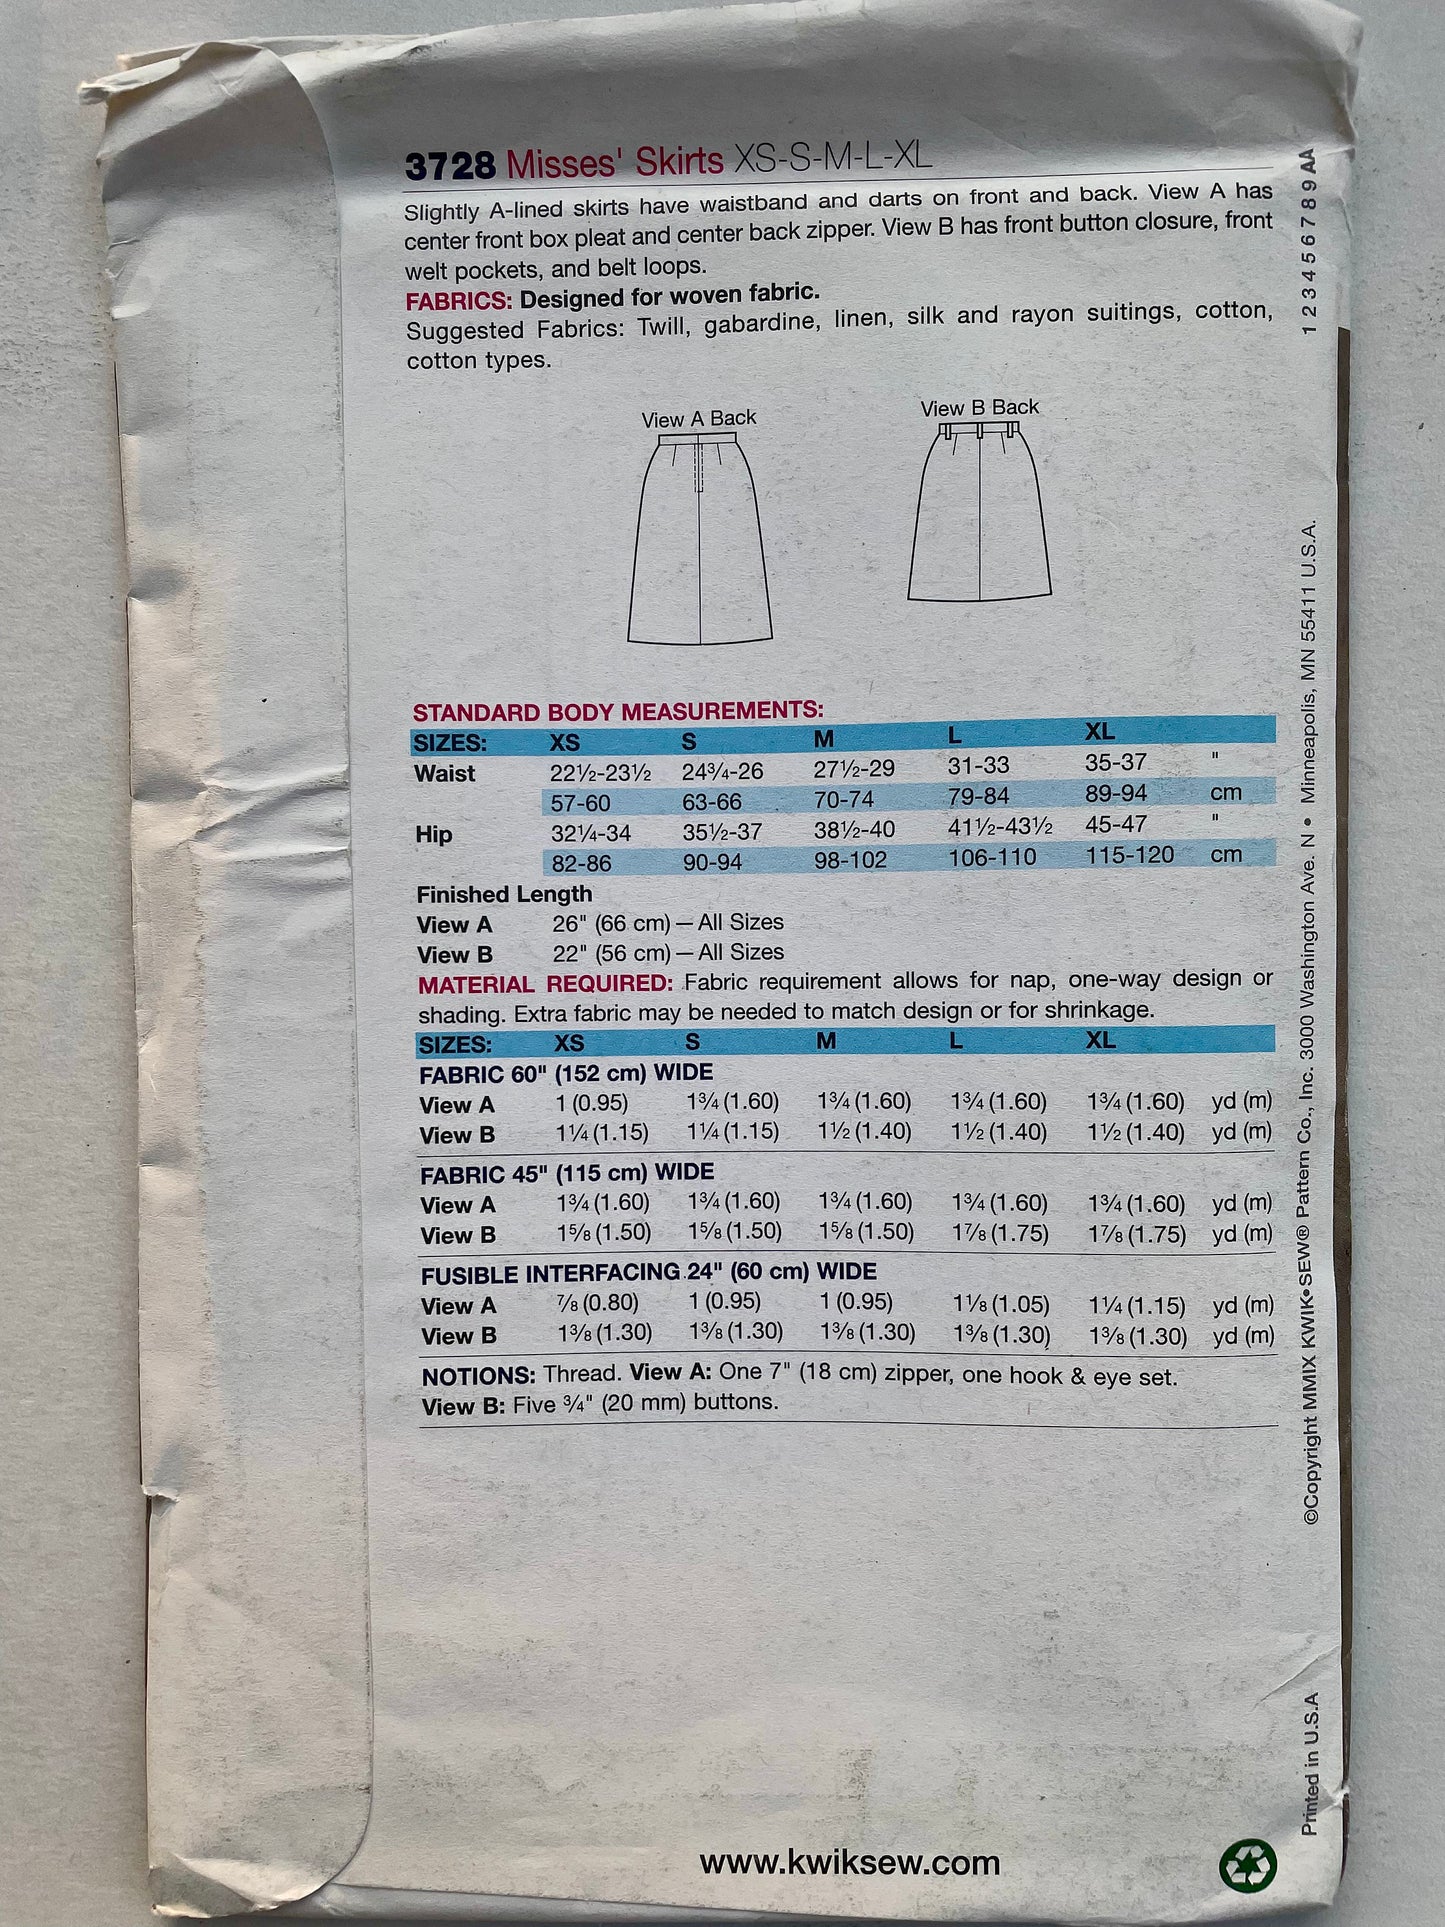 3728 Misses' Skirts XS-S-M-L-XL
Slightly A-lined skirts have waistband and darts on front and back. View A has
center front box pleat and center back zipper. View B has front button closure, front
welt pockets, and belt loops.
FABRICS: Designed for woven fabric.
Suggested Fabrics: Twill, gabardine, linen, silk and rayon suitings, cotton,
cotton types.
View A Back View B Back
STANDARD BODY MEASUREMENTS:
SIZES: XS S M L XL
Waist 22½-23½ 24¾-26 27½-29 31-33 35-37 "
57-60 63-66 70-74 79-84 89-94 cm
Hip 32¼-34 35½-37 38½-40 41½-43½ 45-47 "
82-86 90-94 98-102 106-110 115-120 cm
Finished Length
View A 26" (66 cm) — All Sizes
View B 22" (56 cm) — All Sizes
MATERIAL REQUIRED: Fabric requirement allows for nap, one-way design or
shading. Extra fabric may be needed to match design or for shrinkage.
SIZES: XS S M L XL
FABRIC 60" (152 cm) WIDE
View A 1 (0.95) 1¾ (1.60) 1¾ (1.60) 1¾ (1.60) 1¾ (1.60) yd (m)
View B 1¼ (1.15) 1¼ (1.15) 1½ (1.40) 1½ (1.40) 1½ (1.40) yd (m)
FABRIC 45" (115 cm) WIDE
View A 1¾ (1.60) 1¾ (1.60) 1¾ (1.60) 1¾ (1.60) 1¾ (1.60) yd (m)
View B 1⅝ (1.50) 1⅝ (1.50) 1⅝ (1.50) 1⅞ (1.75) 1⅞ (1.75) yd (m)
FUSIBLE INTERFACING 24" (60 cm) WIDE
View A ⅞ (0.80) 1 (0.95) 1 (0.95) 1⅛ (1.05) 1¼ (1.15) yd (m)
View B 1⅜ (1.30) 1⅜ (1.30) 1⅜ (1.30) 1⅜ (1.30) 1⅜ (1.30) yd (m)
NOTIONS: Thread. View A: One 7" (18 cm) zipper, one hook & eye set.
View B: Five ¾" (20 mm) buttons.
www.kwiksew.com
1 2 3 4 5 6 7 8 9 AA
©Copyright MMIX KWIK•SEW® Pattern Co., Inc. 3000 Washington Ave. N • Minneapolis, MN 55411 U.S.A.
Printed in U.S.A